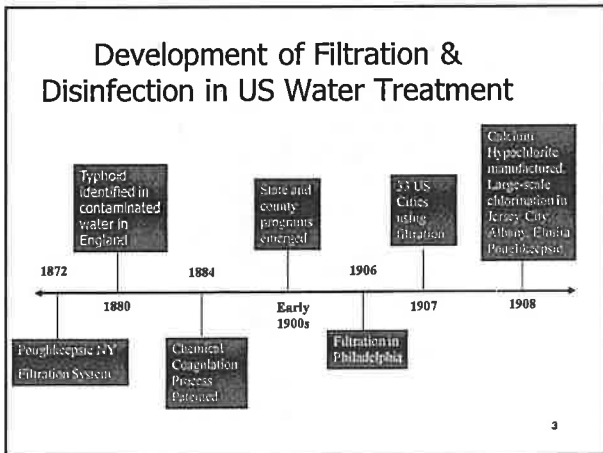 Development of Filtration &
Disinfection in US Water Treatment
Typhoid
identified in
contaminated
water in
England
State and
county
programs
emerged
33 US
Cities
using
filtration
Calcium
Hypochlorite
manufactured.
Large-scale
chlorination in
Jersey City,
Albany, Elmira
Poughkeepsie
1872
1884
1906
1880
Early
1900s
1907
1908
Poughkeepsie NY
Filtration System
Chemical
Coagulation
Process
Patented
Filtration in
Philadelphia
3